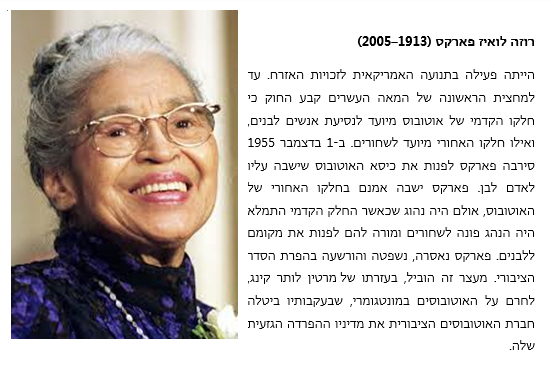 רוזה לואיז פארקס (1913–2005)
הייתה פעילה בתנועה האמריקאית לזכויות האזרח. עד
למחצית הראשונה של המאה העשרים קבע החוק כי
חלקו הקדמי של אוטובוס מיועד לנסיעת אנשים לבנים,
ואילו חלקו האחורי מיועד לשחורים. ב-1 בדצמבר 1955
סירבה פארקס לפנות את כיסא האוטובוס שישבה עליו
לאדם לבן. פארקס ישבה אמנם בחלקו האחורי של
האוטובוס, אולם היה נהוג שכאשר החלק הקדמי התמלא
היה הנהג פונה לשחורים ומורה להם לפנות את מקומם
ללבנים. פארקס נאסרה, נשפטה והורשעה בהפרת הסדר
הציבורי. מעצר זה הוביל, בעזרתו של מרטין לותר קינג,
לחרם על האוטובוסים במונטגומרי, שבעקבותיו ביטלה
חברת האוטובוסים הציבורית את מדיניו ההפרדה הגזעית
שלה.